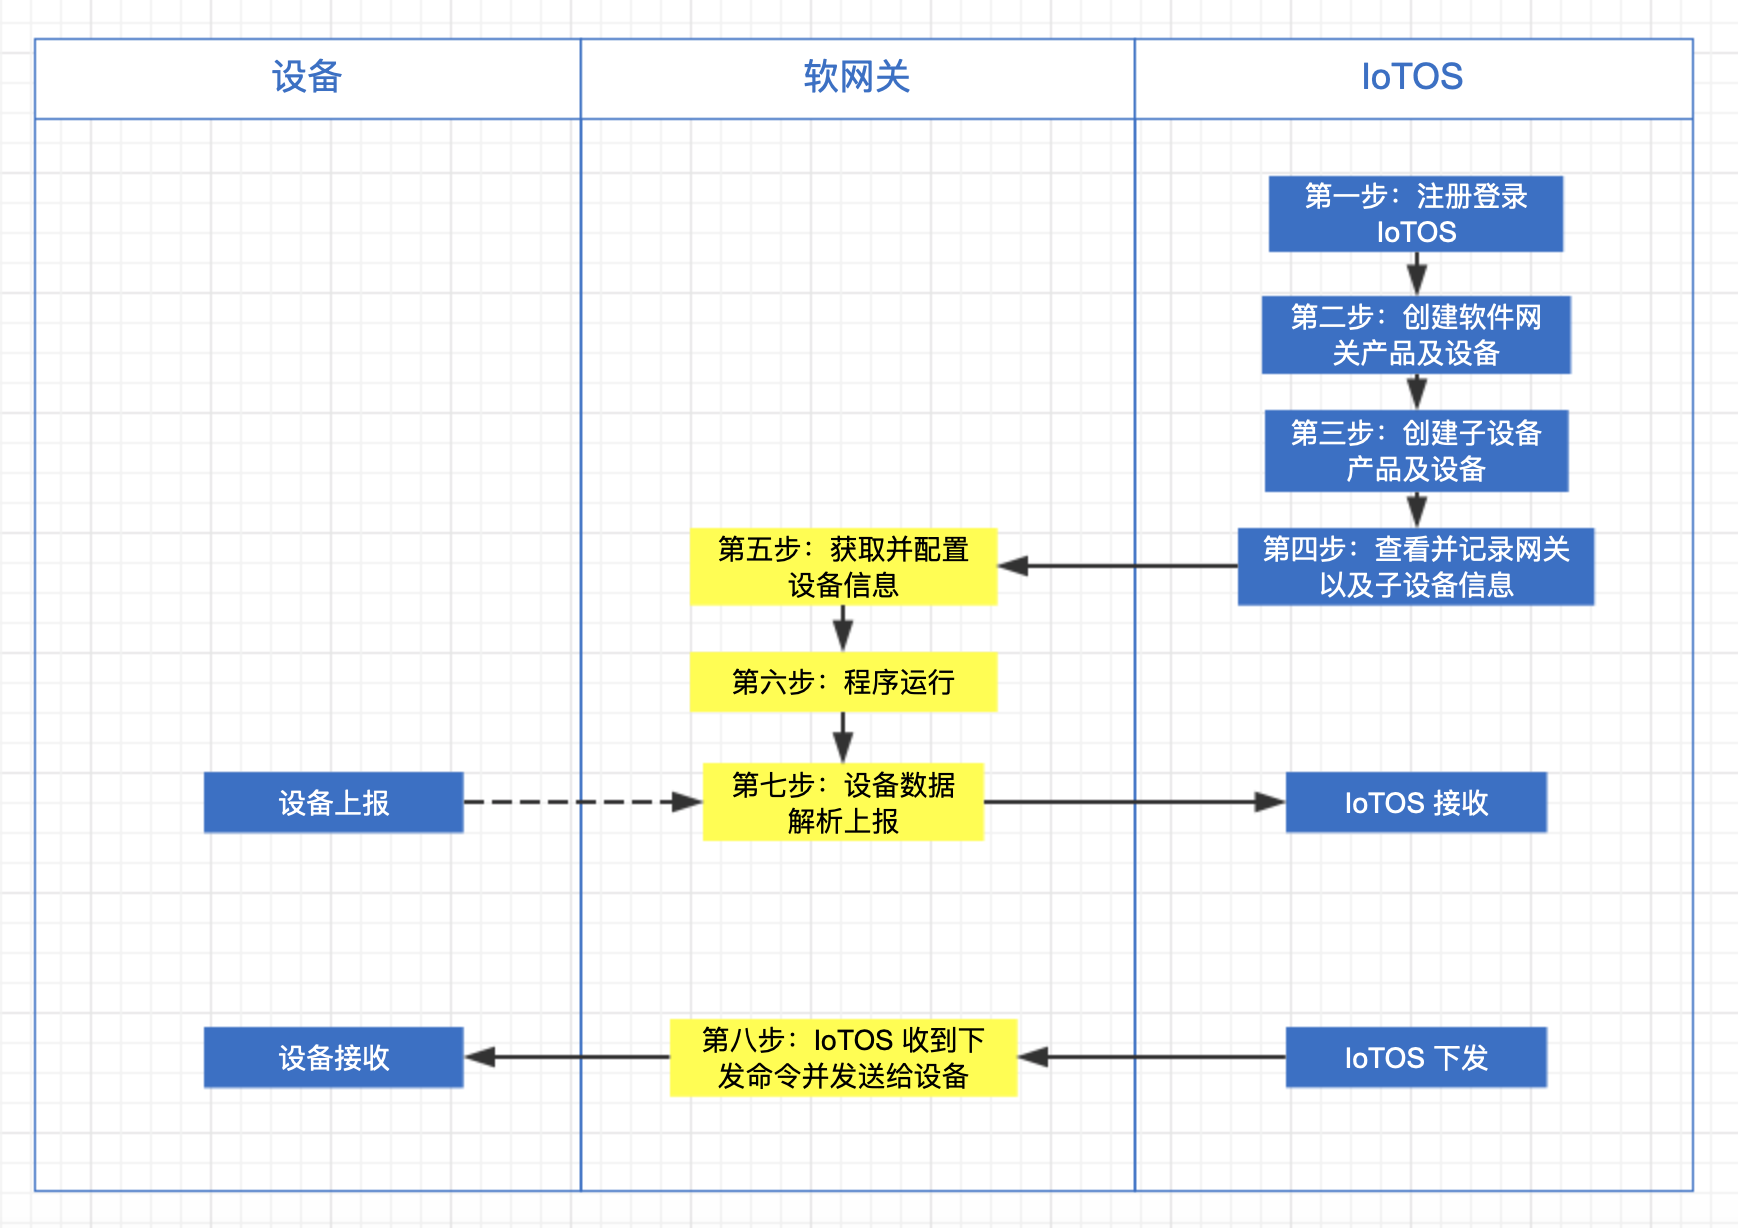 设备
软网关
IoTOS
第一步：注册登录
IoTOS
第二步：创建软件网
关产品及设备
第三步：创建子设备
产品及设备
第四步：查看并记录网关
以及子设备信息
第五步：获取并配置
设备信息
第六步：程序运行
设备上报
第七步：设备数据
解析上报
IoTOS 接收
设备接收
第八步：IoTOS 收到下
发命令并发送给设备
IoTOS 下发